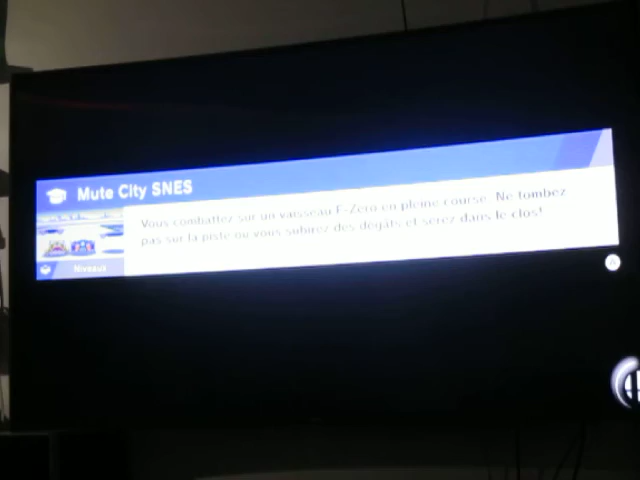 Mute City SNES
Vous combattez sur un vaisseau F-Zero en pleine course. Ne tombez
pas sur la piste ou vous subirez des dégâts et serez dans le clos!
Niveaux
A